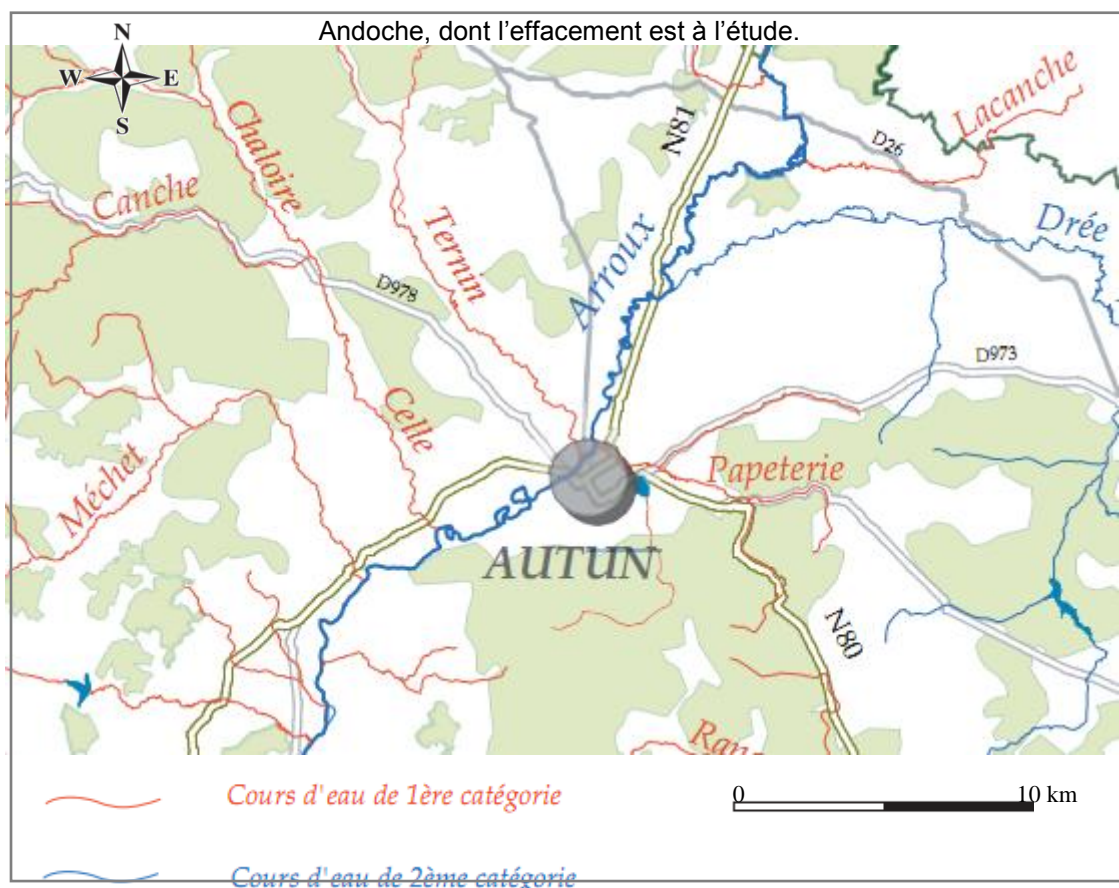 Andoche, dont l’effacement est à l’étude.
N
W E
S
Chaloire
Canche
Ternin
Arroux
N81
D26
Lacanche
Drée
D978
D973
Celle
Méchet
Papeterie
AUTUN
N80
Cours d'eau de 1ère catégorie
0 10 km
Cours d'eau de 2ème catégorie